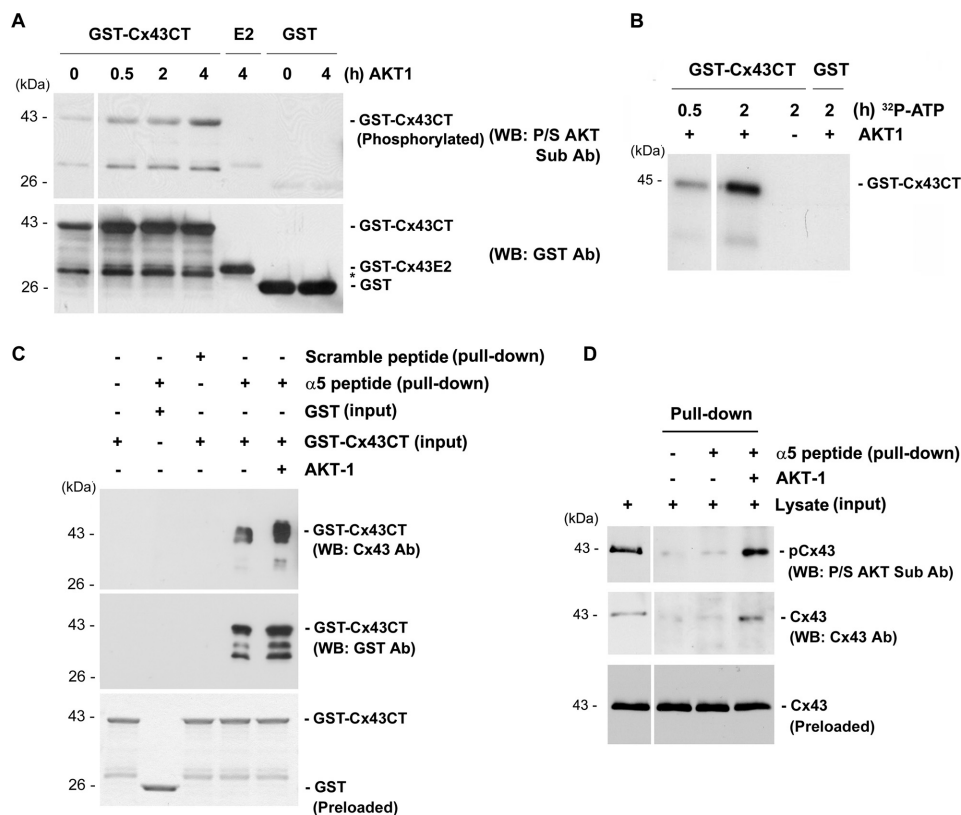 A
GST-Cx43CT E2 GST
0 0.5 2 4 4 0 4 (h) AKT1
(kDa)
43 - - GST-Cx43CT
(Phosphorylated) (WB: P/S AKT
Sub Ab)
26 -
43 - - GST-Cx43CT
- GST-Cx43E2 (WB: GST Ab)
*
26 - - GST
B
GST-Cx43CT GST
0.5 2 2 2 (h) ³²P-ATP
+ + - + AKT1
(kDa)
45 - - GST-Cx43CT
C
- - + - - Scramble peptide (pull-down)
- + - + + α5 peptide (pull-down)
- + - - - GST (input)
+ - + + + GST-Cx43CT (input)
- - - - + AKT-1
(kDa)
43 - - GST-Cx43CT
(WB: Cx43 Ab)
26 -
43 - - GST-Cx43CT
(WB: GST Ab)
26 -
43 - - GST-Cx43CT
26 - - GST
(Preloaded)
D
Pull-down
- + + α5 peptide (pull-down)
- - + AKT-1
+ + + + Lysate (input)
(kDa)
43 - - pCx43
(WB: P/S AKT Sub Ab)
43 - - Cx43
(WB: Cx43 Ab)
43 - - Cx43
(Preloaded)